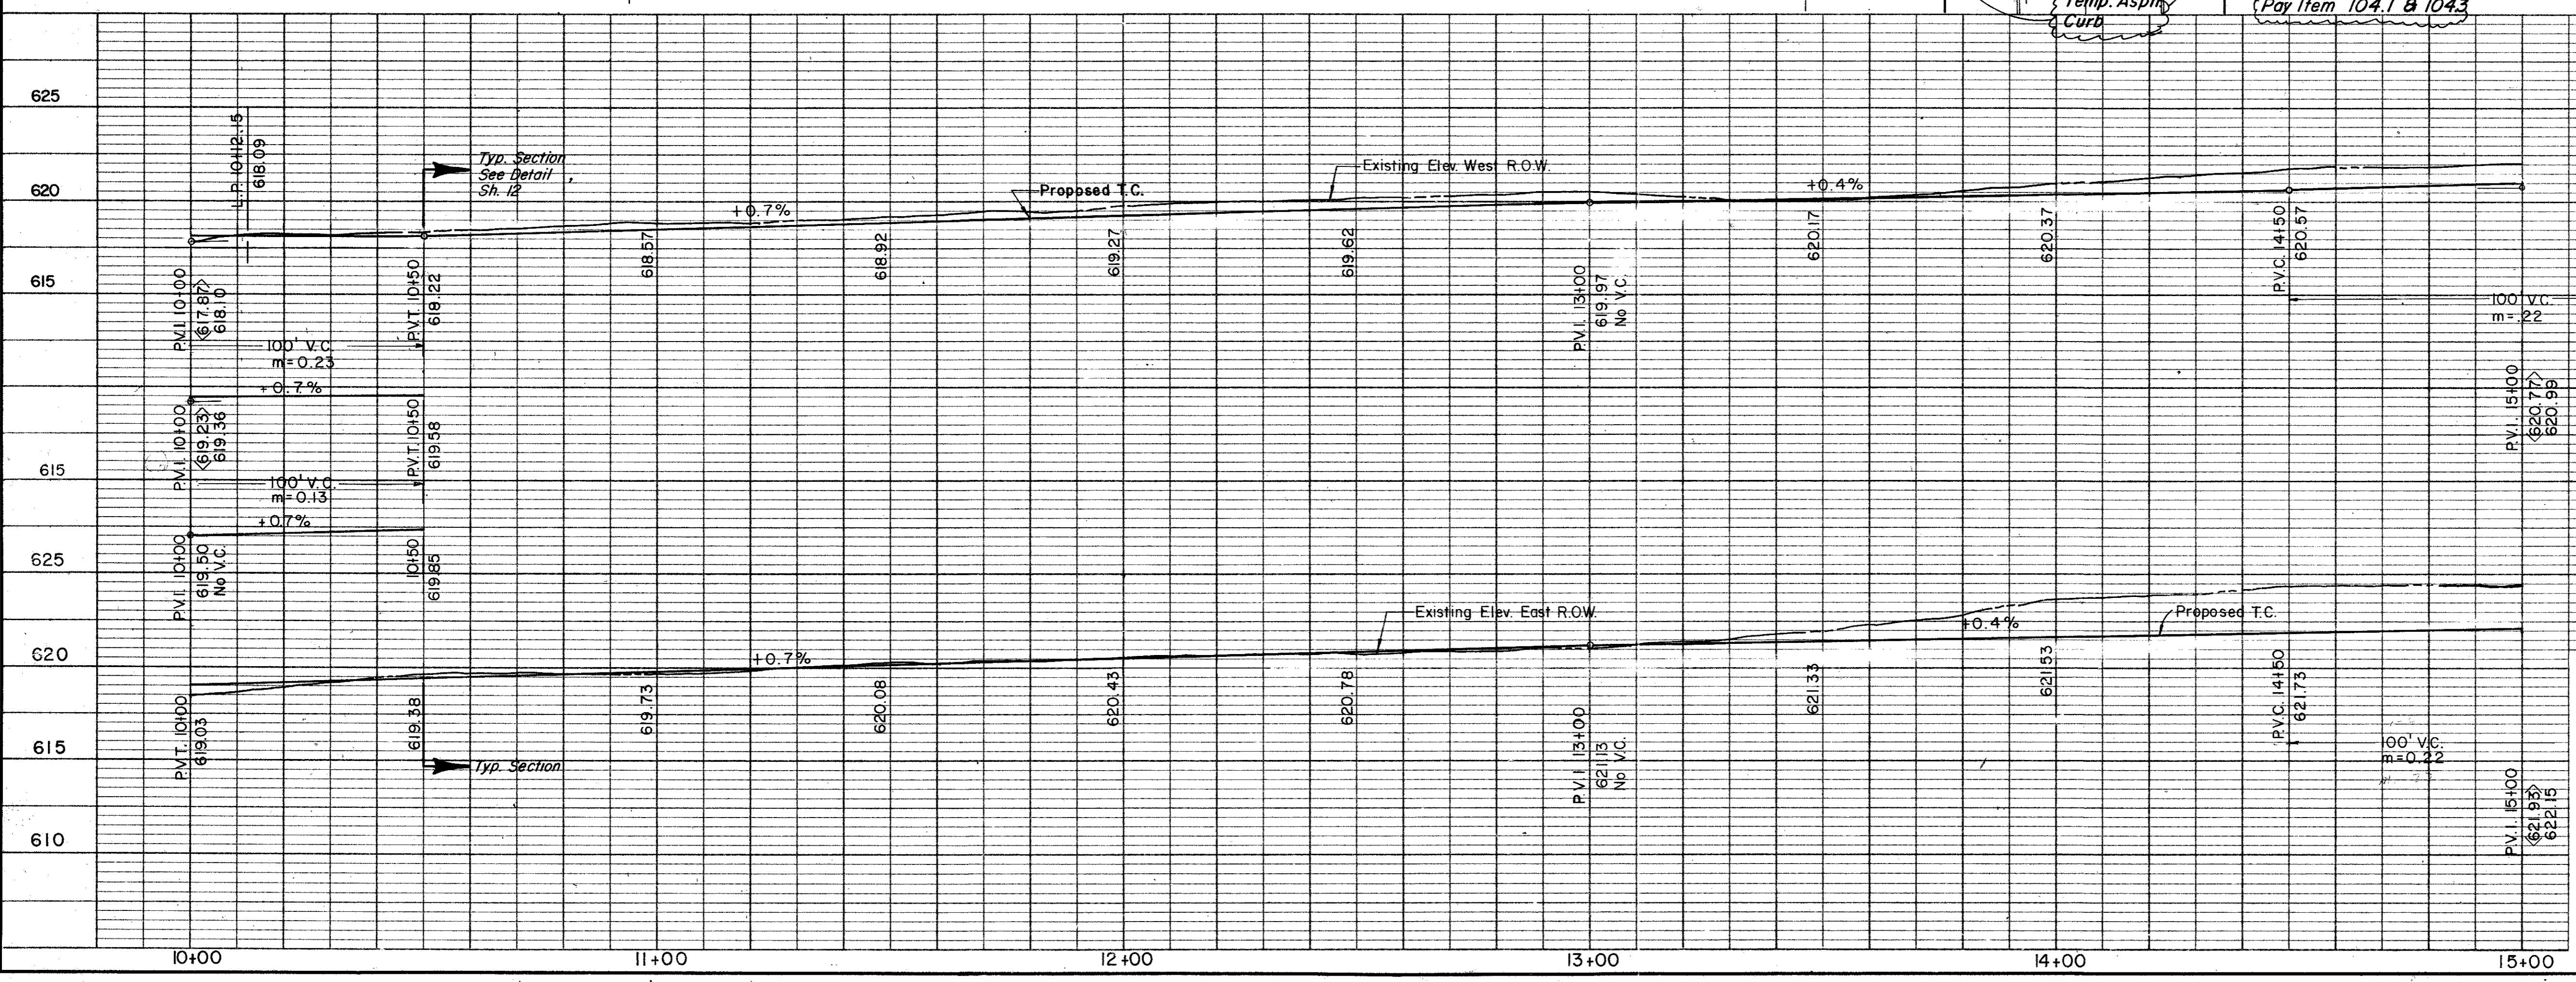 Temp. Asph
Curb
Pay Item 104.1 & 104.3
625
620
615
615
625
620
615
610
L.P. 10+12.15
618.09
Typ. Section
See Detail
Sh. 12
Proposed T.C.
Existing Elev. West R.O.W.
+0.7%
+0.4%
P.V.I. 10+00
<617.87>
618.10
P.V.T. 10+50
618.22
618.57
618.92
619.27
619.62
P.V.I. 13+00
619.97
No V.C.
620.17
620.37
P.V.C. 14+50
620.57
100' V.C.
m=.22
P.V.I. 15+00
<620.77>
620.99
100' V.C.
m=0.23
+0.7%
P.V.I. 10+00
<619.23>
619.36
P.V.T. 10+50
619.58
100' V.C.
m=0.13
+0.7%
P.V.I. 10+00
619.50
No V.C.
10+50
619.85
Existing Elev. East R.O.W.
Proposed T.C.
+0.7%
+0.4%
P.V.T. 10+00
619.03
619.38
619.73
620.08
620.43
620.78
P.V.I. 13+00
621.13
No V.C.
621.33
621.53
P.V.C. 14+50
621.73
100' V.C.
m=0.22
P.V.I. 15+00
<621.93>
622.15
Typ. Section
10+00
11+00
12+00
13+00
14+00
15+00